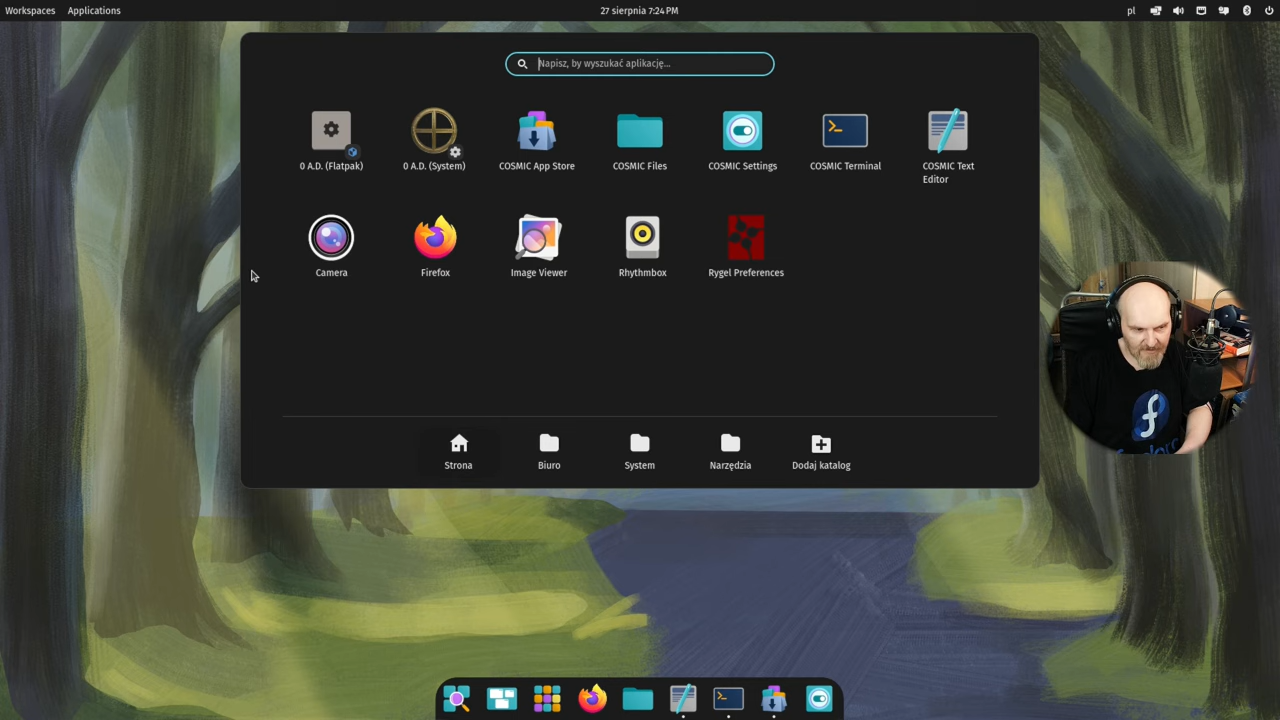 Workspaces Applications 27 sierpnia 7:24 PM pl
Napisz, by wyszukać aplikację...
0 A.D. (Flatpak) 0 A.D. (System) COSMIC App Store COSMIC Files COSMIC Settings COSMIC Terminal COSMIC Text
Editor
Camera Firefox Image Viewer Rhythmbox Rygel Preferences
Strona Biuro System Narzędzia Dodaj katalog